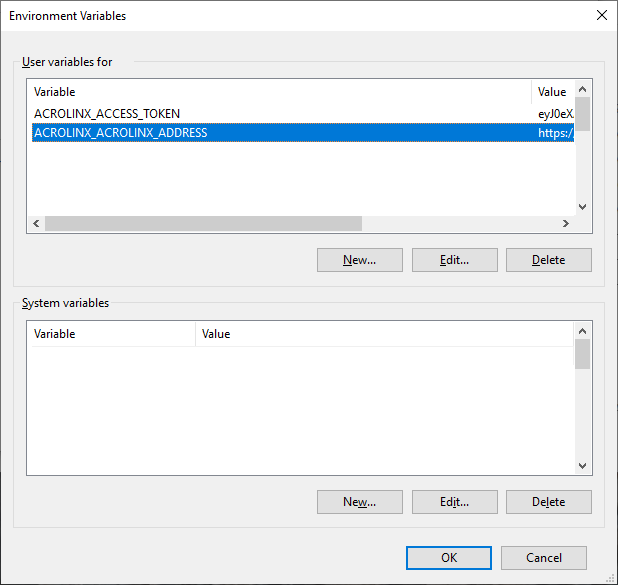 Environment Variables
User variables for
Variable Value
ACROLINX_ACCESS_TOKEN eyJ0eX
ACROLINX_ACROLINX_ADDRESS https:/
New... Edit... Delete
System variables
Variable Value
New... Edit... Delete
OK Cancel